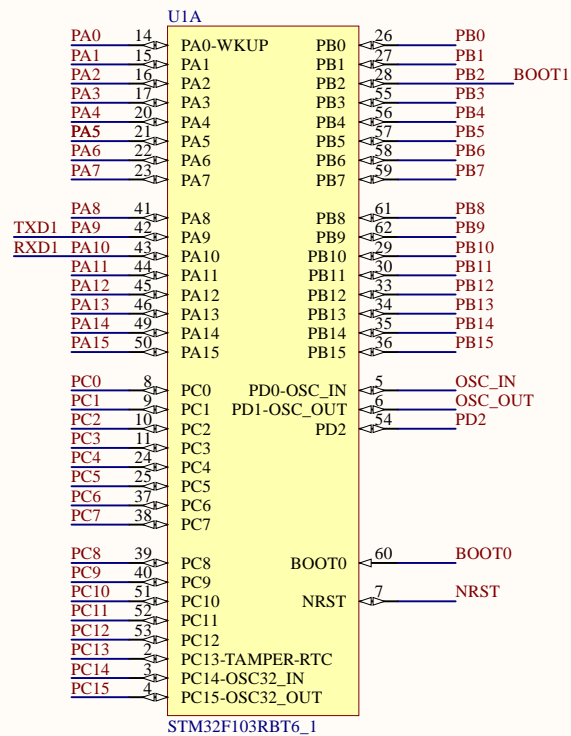 U1A
PA0 14 PA0-WKUP PB0 26 PB0
PA1 15 PA1 PB1 27 PB1
PA2 16 PA2 PB2 28 PB2 BOOT1
PA3 17 PA3 PB3 55 PB3
PA4 20 PA4 PB4 56 PB4
PA5 21 PA5 PB5 57 PB5
PA6 22 PA6 PB6 58 PB6
PA7 23 PA7 PB7 59 PB7
PA8 41 PA8 PB8 61 PB8
TXD1 PA9 42 PA9 PB9 62 PB9
RXD1 PA10 43 PA10 PB10 29 PB10
PA11 44 PA11 PB11 30 PB11
PA12 45 PA12 PB12 33 PB12
PA13 46 PA13 PB13 34 PB13
PA14 49 PA14 PB14 35 PB14
PA15 50 PA15 PB15 36 PB15
PC0 8 PC0 PD0-OSC_IN 5 OSC_IN
PC1 9 PC1 PD1-OSC_OUT 6 OSC_OUT
PC2 10 PC2 PD2 54 PD2
PC3 11 PC3
PC4 24 PC4
PC5 25 PC5
PC6 37 PC6
PC7 38 PC7
PC8 39 PC8 BOOT0 60 BOOT0
PC9 40 PC9
PC10 51 PC10 NRST 7 NRST
PC11 52 PC11
PC12 53 PC12
PC13 2 PC13-TAMPER-RTC
PC14 3 PC14-OSC32_IN
PC15 4 PC15-OSC32_OUT
STM32F103RBT6_1